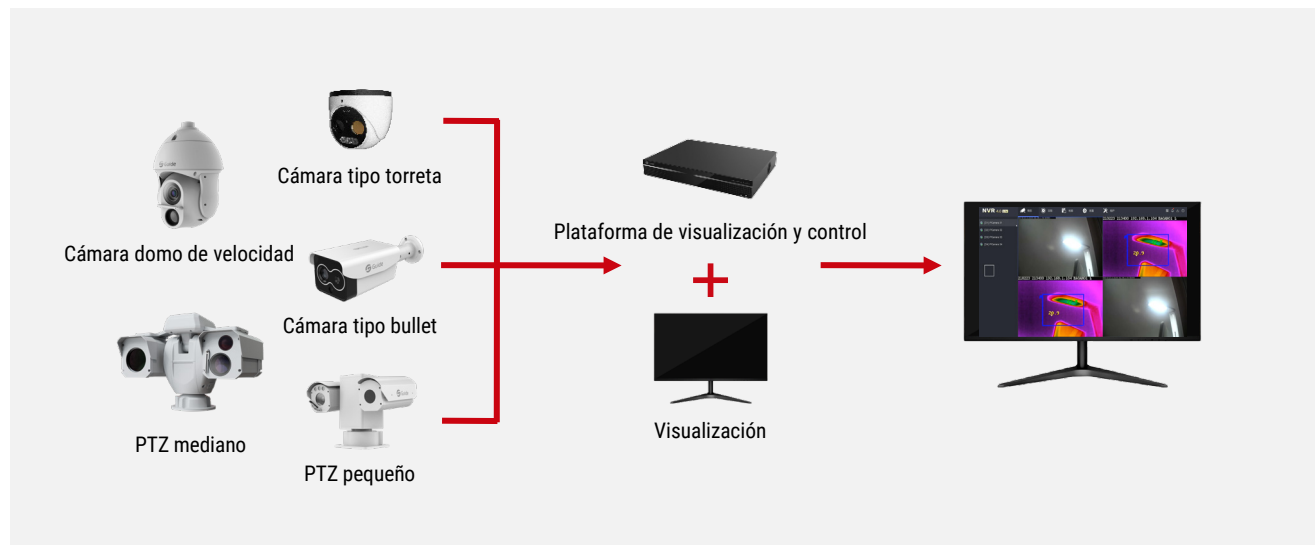 Cámara tipo torreta
Cámara domo de velocidad
Cámara tipo bullet
PTZ mediano
PTZ pequeño
Plataforma de visualización y control
Visualización
NVR